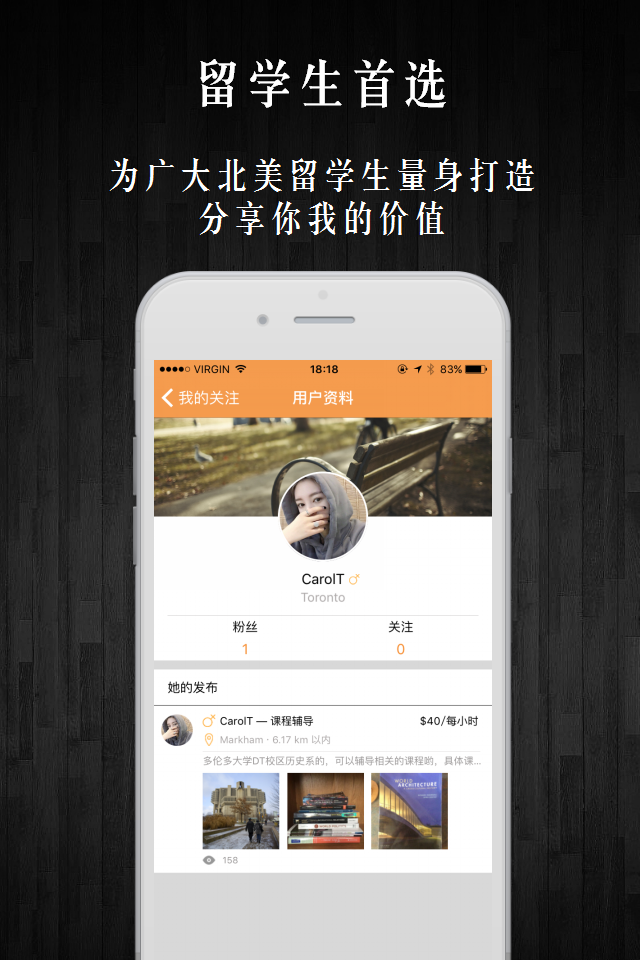 留学生首选
为广大北美留学生量身打造
分享你我的价值
VIRGIN 18:18 83%
我的关注 用户资料
CarolT
Toronto
粉丝 关注
1 0
她的发布
CarolT — 课程辅导 $40/每小时
Markham · 6.17 km 以内
多伦多大学DT校区历史系的，可以辅导相关的课程哟，具体课...
WORLD
ARCHITECTURE
158